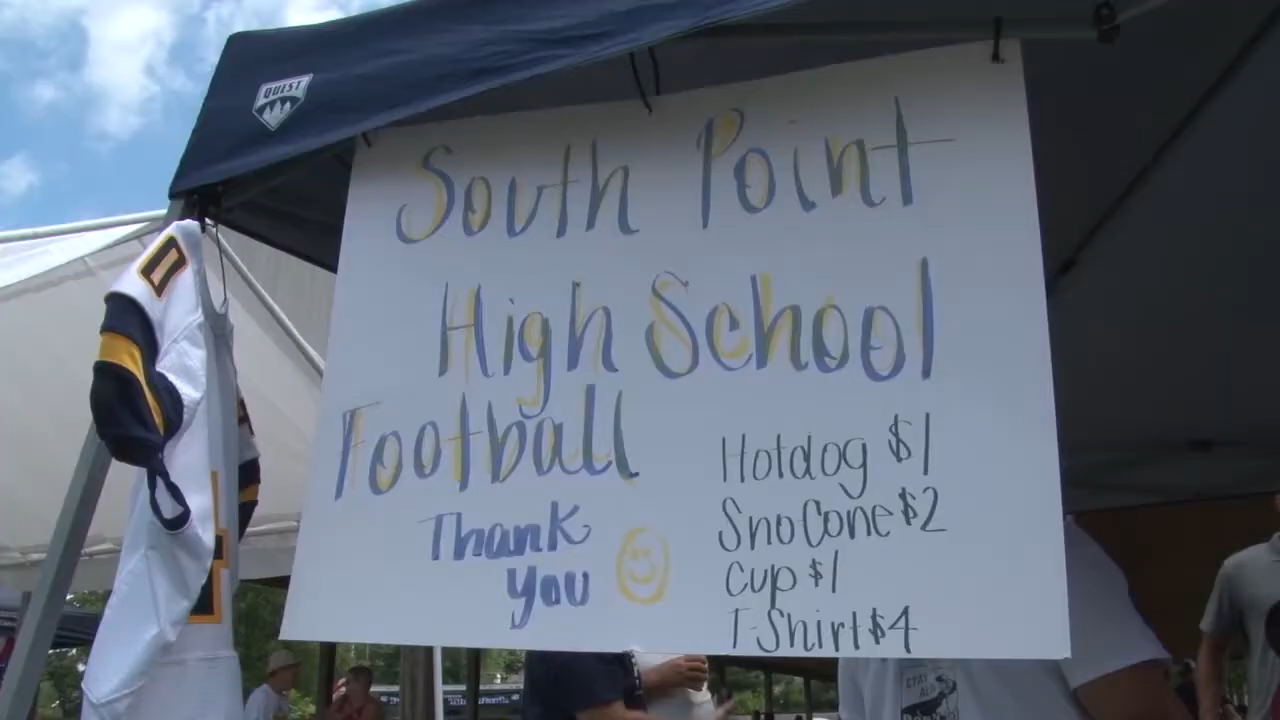 QUEST
South Point
High School
Football
Thank
you
Hotdog $1
SnoCone $2
Cup $1
T-Shirt $4